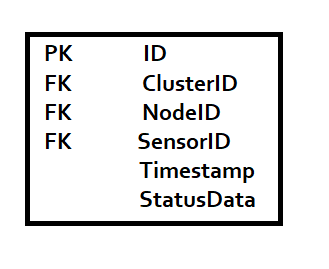 PK ID
FK ClusterID
FK NodeID
FK SensorID
Timestamp
StatusData